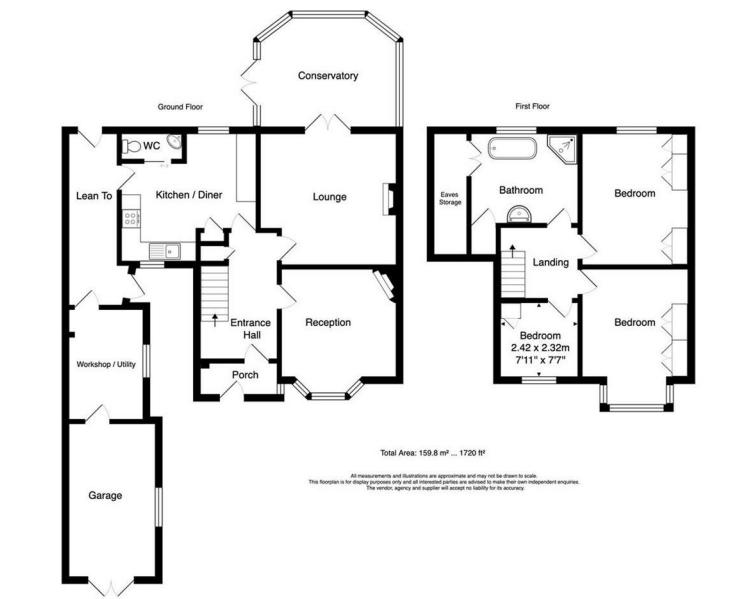 Ground Floor
Conservatory
WC
Lean To
Kitchen / Diner
Lounge
Entrance
Hall
Reception
Porch
Workshop / Utility
Garage
First Floor
Eaves
Storage
Bathroom
Bedroom
Landing
Bedroom
2.42 x 2.32m
7'11" x 7'7"
Bedroom
Total Area: 159.8 m² ... 1720 ft²
All measurements and illustrations are approximate and may not be drawn to scale.
This floorplan is for display purposes only and all interested parties are advised to make their own independent enquiries.
The vendor, agency and supplier will accept no liability for its accuracy.